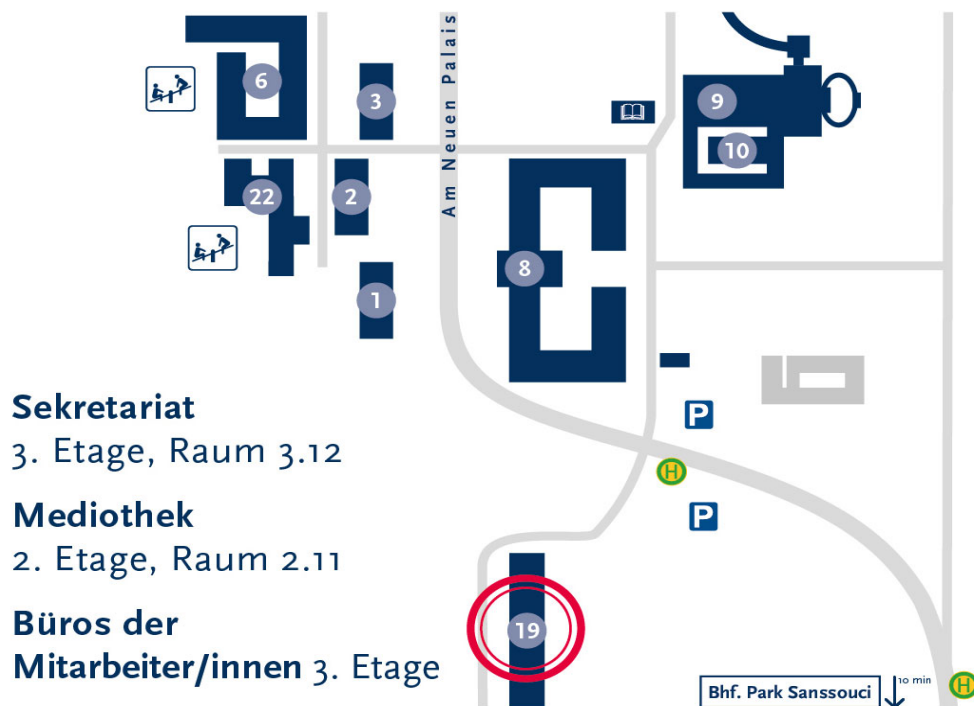 6
3
Am Neuen Palais
9
10
22
2
8
1
Sekretariat
3. Etage, Raum 3.12
P
H
Mediothek
2. Etage, Raum 2.11
P
Büros der
Mitarbeiter/innen 3. Etage
19
Bhf. Park Sanssouci
10 min
H